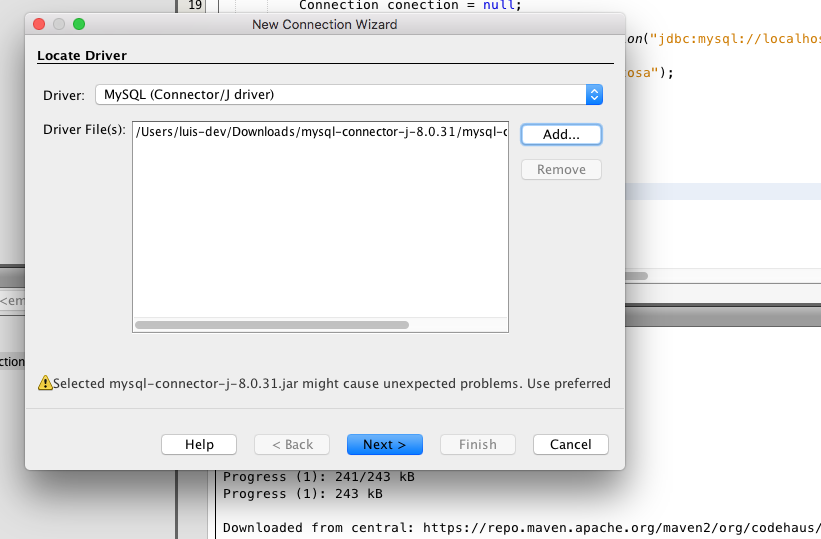 19 Connection conection = null;
New Connection Wizard
on("jdbc:mysql://localhos
Locate Driver
osa");
Driver: MySQL (Connector/J driver)
Driver File(s): /Users/luis-dev/Downloads/mysql-connector-j-8.0.31/mysql-c
Add...
Remove
<em
ction
Selected mysql-connector-j-8.0.31.jar might cause unexpected problems. Use preferred
Help < Back Next > Finish Cancel
Progress (1): 241/243 kB
Progress (1): 243 kB
Downloaded from central: https://repo.maven.apache.org/maven2/org/codehaus/